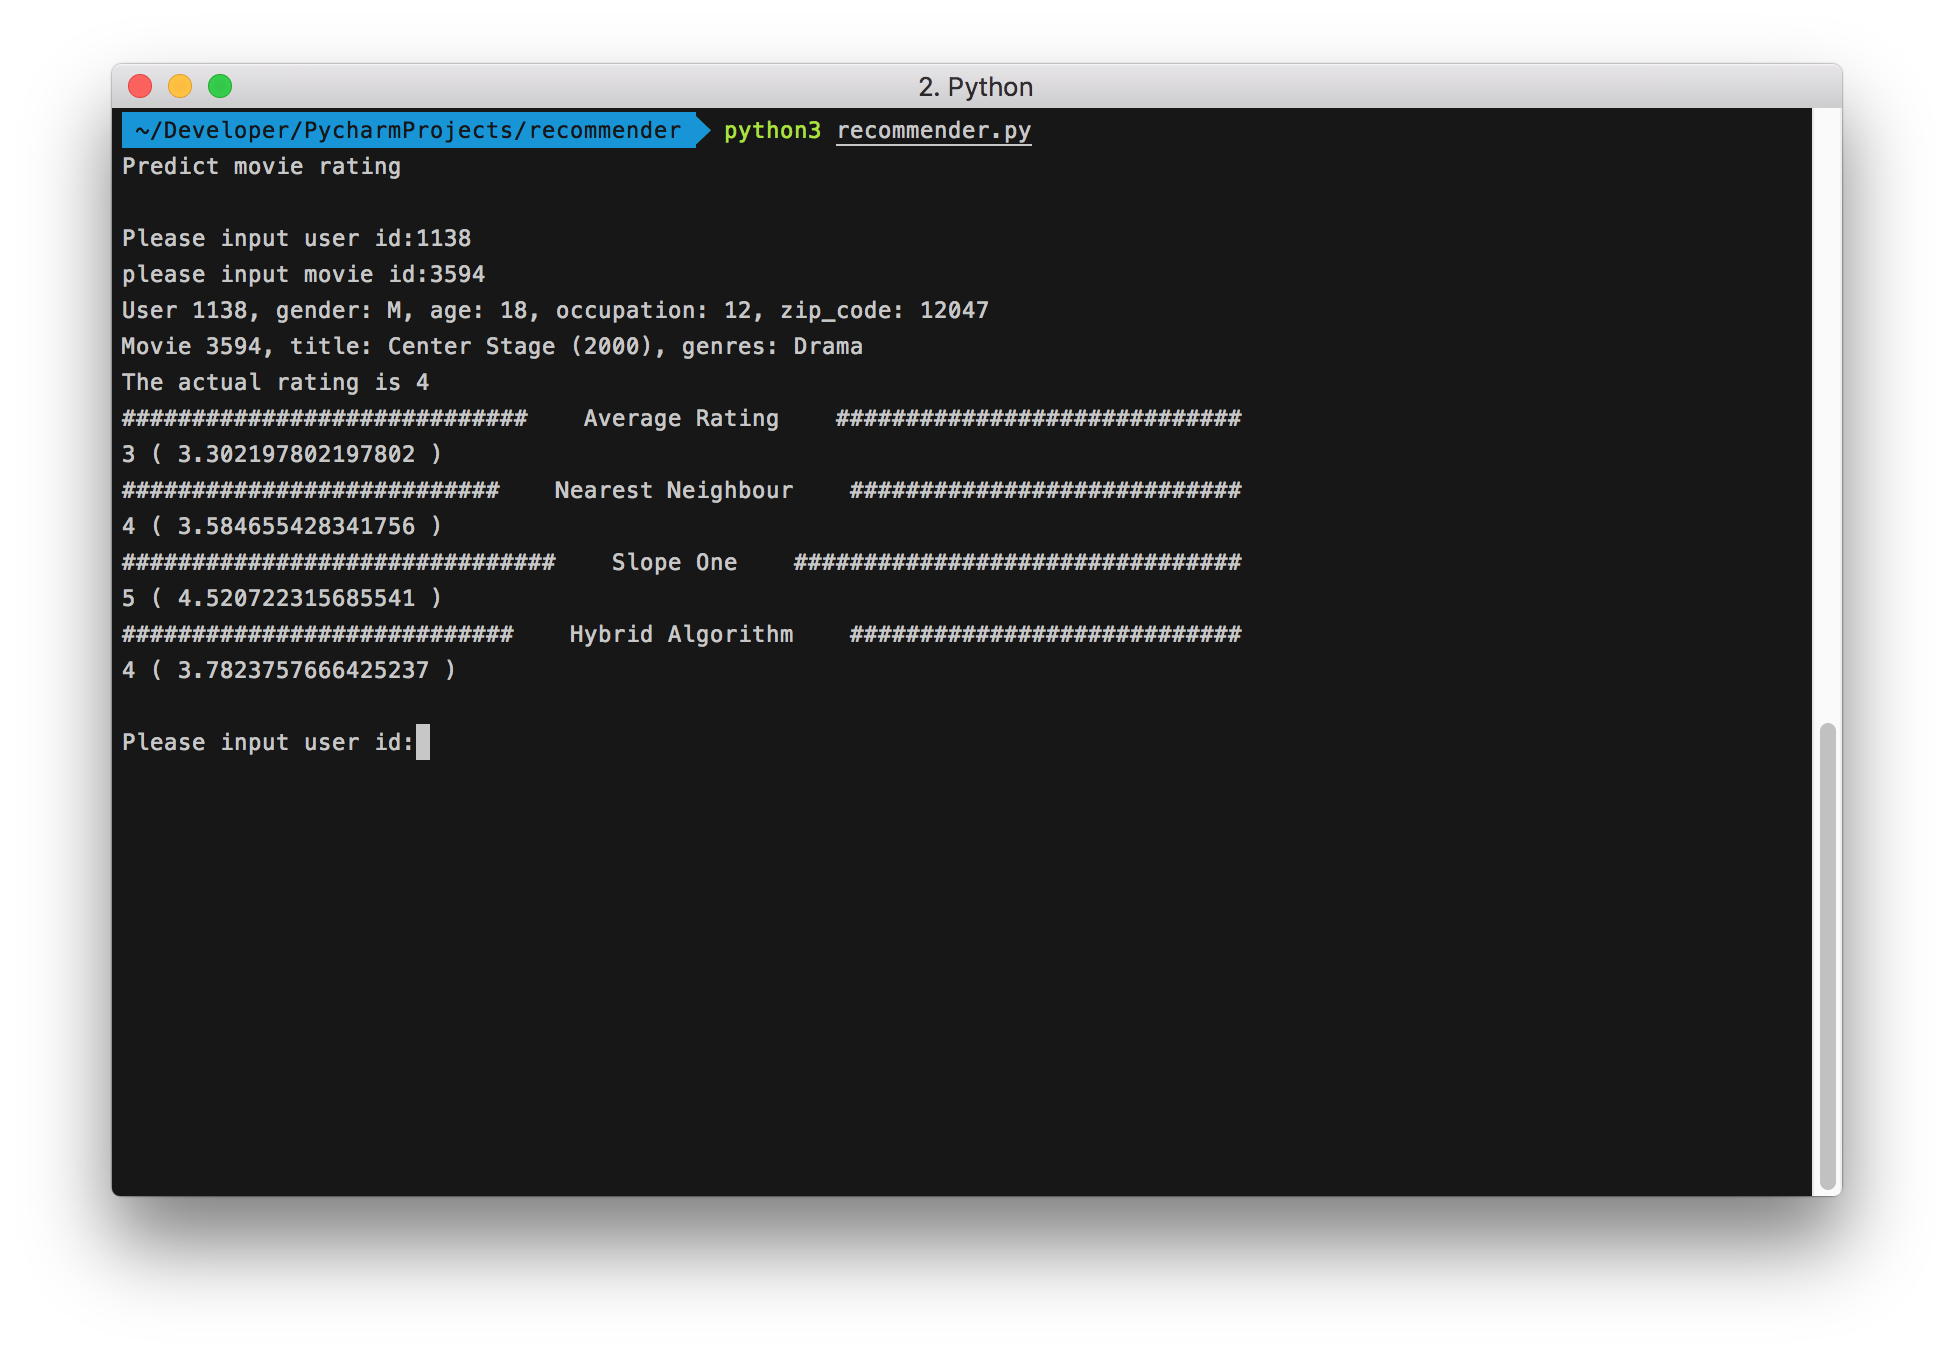 2. Python
~/Developer/PycharmProjects/recommender python3 recommender.py
Predict movie rating
Please input user id:1138
please input movie id:3594
User 1138, gender: M, age: 18, occupation: 12, zip_code: 12047
Movie 3594, title: Center Stage (2000), genres: Drama
The actual rating is 4
#############################    Average Rating    #############################
3 ( 3.302197802197802 )
###########################    Nearest Neighbour    ############################
4 ( 3.584655428341756 )
###############################    Slope One    ################################
5 ( 4.520722315685541 )
############################    Hybrid Algorithm    ############################
4 ( 3.7823757666425237 )
Please input user id: